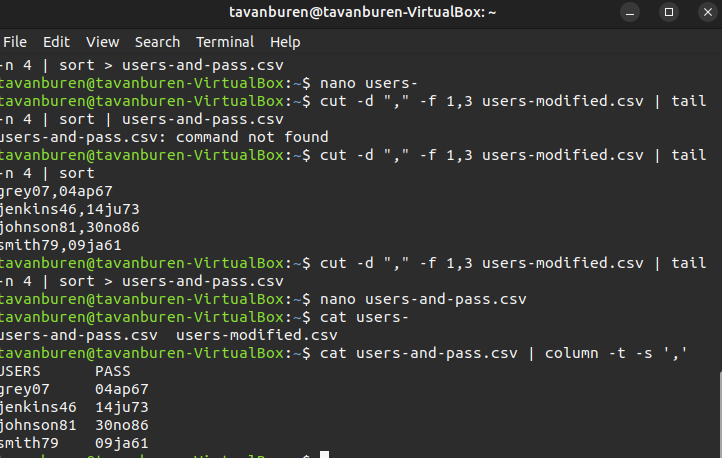 tavanburen@tavanburen-VirtualBox: ~
File Edit View Search Terminal Help
-n 4 | sort > users-and-pass.csv
tavanburen@tavanburen-VirtualBox:~$ nano users-
tavanburen@tavanburen-VirtualBox:~$ cut -d "," -f 1,3 users-modified.csv | tail
-n 4 | sort | users-and-pass.csv
users-and-pass.csv: command not found
tavanburen@tavanburen-VirtualBox:~$ cut -d "," -f 1,3 users-modified.csv | tail
-n 4 | sort
grey07,04ap67
jenkins46,14ju73
johnson81,30no86
smith79,09ja61
tavanburen@tavanburen-VirtualBox:~$ cut -d "," -f 1,3 users-modified.csv | tail
-n 4 | sort > users-and-pass.csv
tavanburen@tavanburen-VirtualBox:~$ nano users-and-pass.csv
tavanburen@tavanburen-VirtualBox:~$ cat users-
users-and-pass.csv  users-modified.csv
tavanburen@tavanburen-VirtualBox:~$ cat users-and-pass.csv | column -t -s ','
USERS      PASS
grey07     04ap67
jenkins46  14ju73
johnson81  30no86
smith79    09ja61
tavanburen@tavanburen-VirtualBox:~$